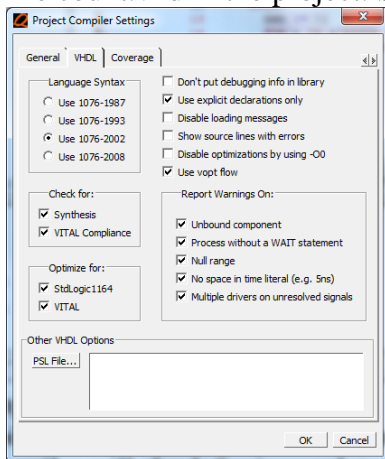 Project Compiler Settings
General VHDL Coverage
Language Syntax
Use 1076-1987
Use 1076-1993
Use 1076-2002
Use 1076-2008
Don't put debugging info in library
Use explicit declarations only
Disable loading messages
Show source lines with errors
Disable optimizations by using -O0
Use vopt flow
Check for:
Synthesis
VITAL Compliance
Report Warnings On:
Unbound component
Process without a WAIT statement
Null range
No space in time literal (e.g. 5ns)
Multiple drivers on unresolved signals
Optimize for:
StdLogic1164
VITAL
Other VHDL Options
PSL File...
OK Cancel